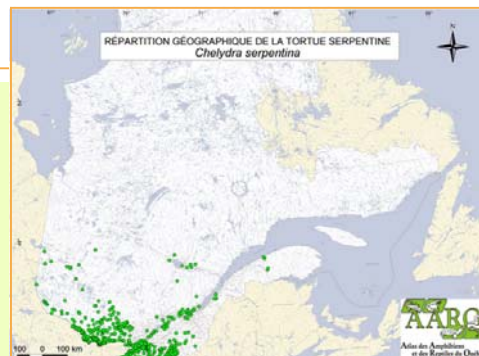 RÉPARTITION GÉOGRAPHIQUE DE LA TORTUE SERPENTINE
Chelydra serpentina
N
100 0 100 km
AARQ
Atlas des Amphibiens
et des Reptiles du